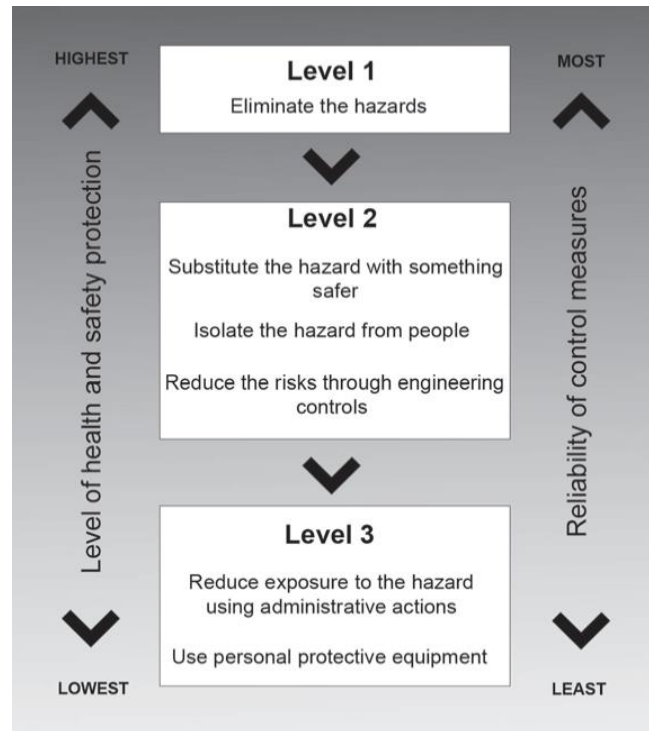 HIGHEST
MOST
Level 1
Eliminate the hazards
Level of health and safety protection
Reliability of control measures
Level 2
Substitute the hazard with something
safer
Isolate the hazard from people
Reduce the risks through engineering
controls
Level 3
Reduce exposure to the hazard
using administrative actions
Use personal protective equipment
LOWEST
LEAST